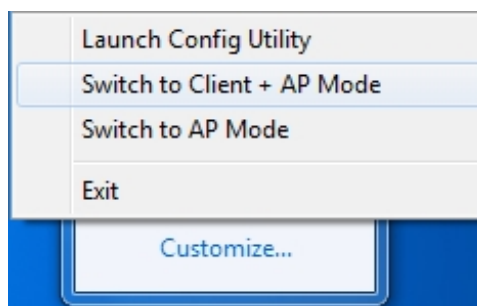 Launch Config Utility
Switch to Client + AP Mode
Switch to AP Mode
Exit
Customize...